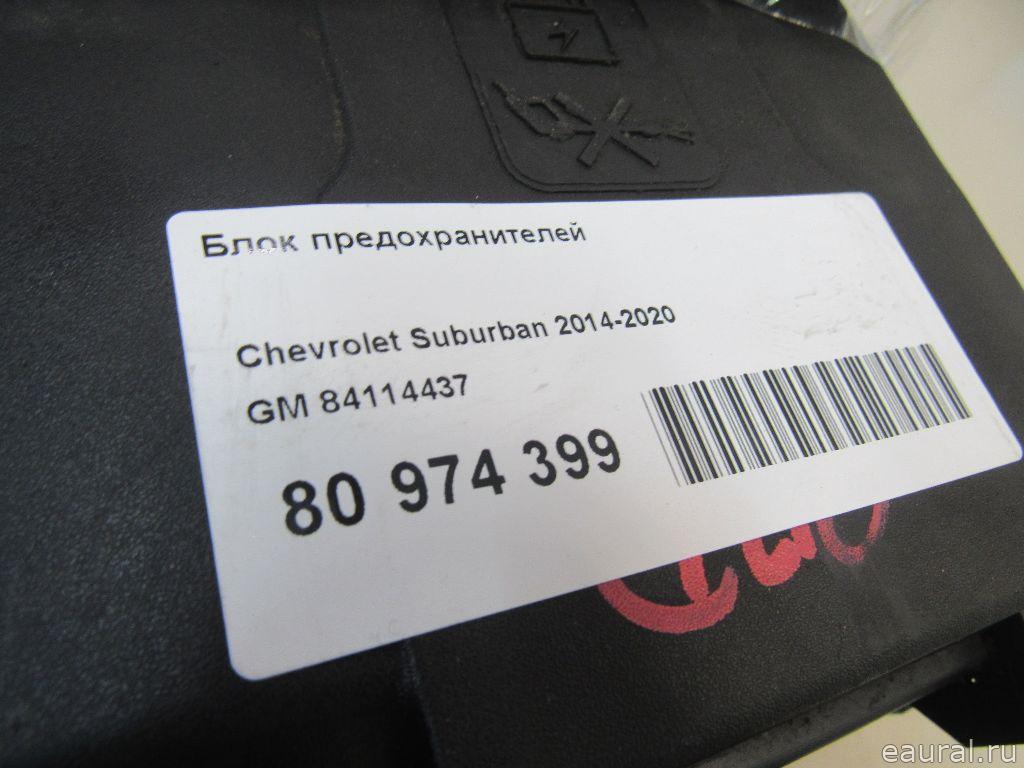 Блок предохранителей
Chevrolet Suburban 2014-2020
GM 84114437
80 974 399
eaural.ru